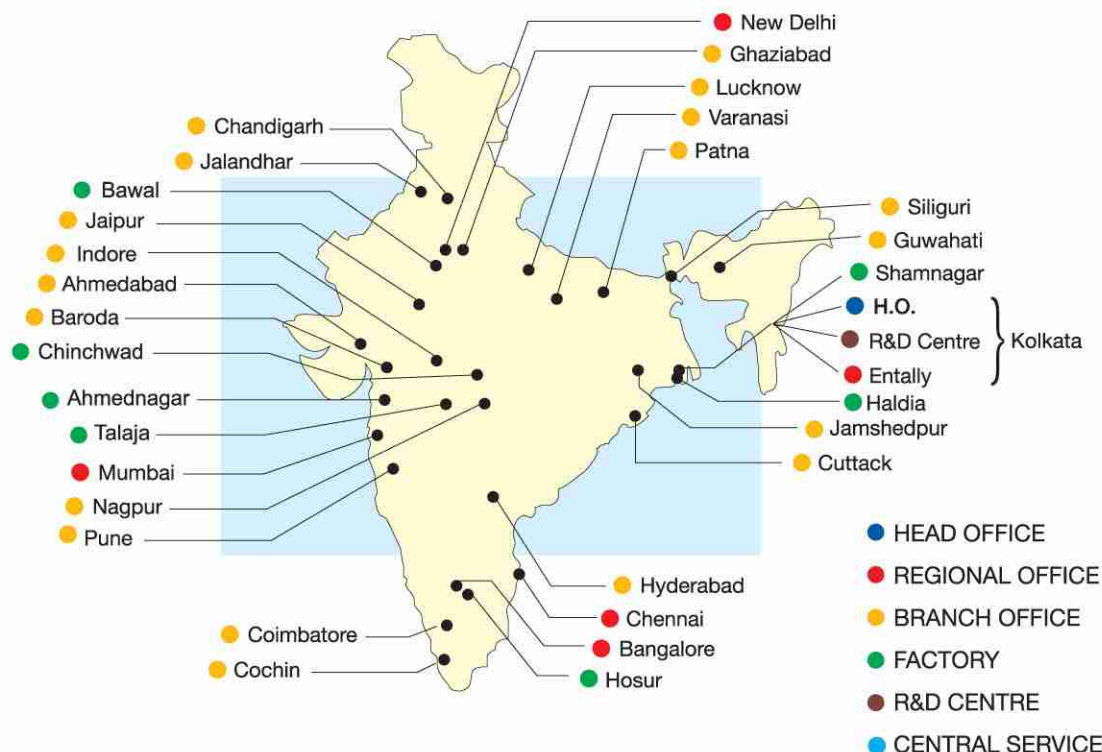 New Delhi
Ghaziabad
Lucknow
Varanasi
Patna
Chandigarh
Jalandhar
Bawal
Jaipur
Indore
Ahmedabad
Baroda
Chinchwad
Ahmednagar
Talaja
Mumbai
Nagpur
Pune
Siliguri
Guwahati
Shamnagar
H.O.
R&D Centre
Kolkata
Entally
Haldia
Jamshedpur
Cuttack
Hyderabad
Chennai
Bangalore
Hosur
Coimbatore
Cochin
HEAD OFFICE
REGIONAL OFFICE
BRANCH OFFICE
FACTORY
R&D CENTRE
CENTRAL SERVICE